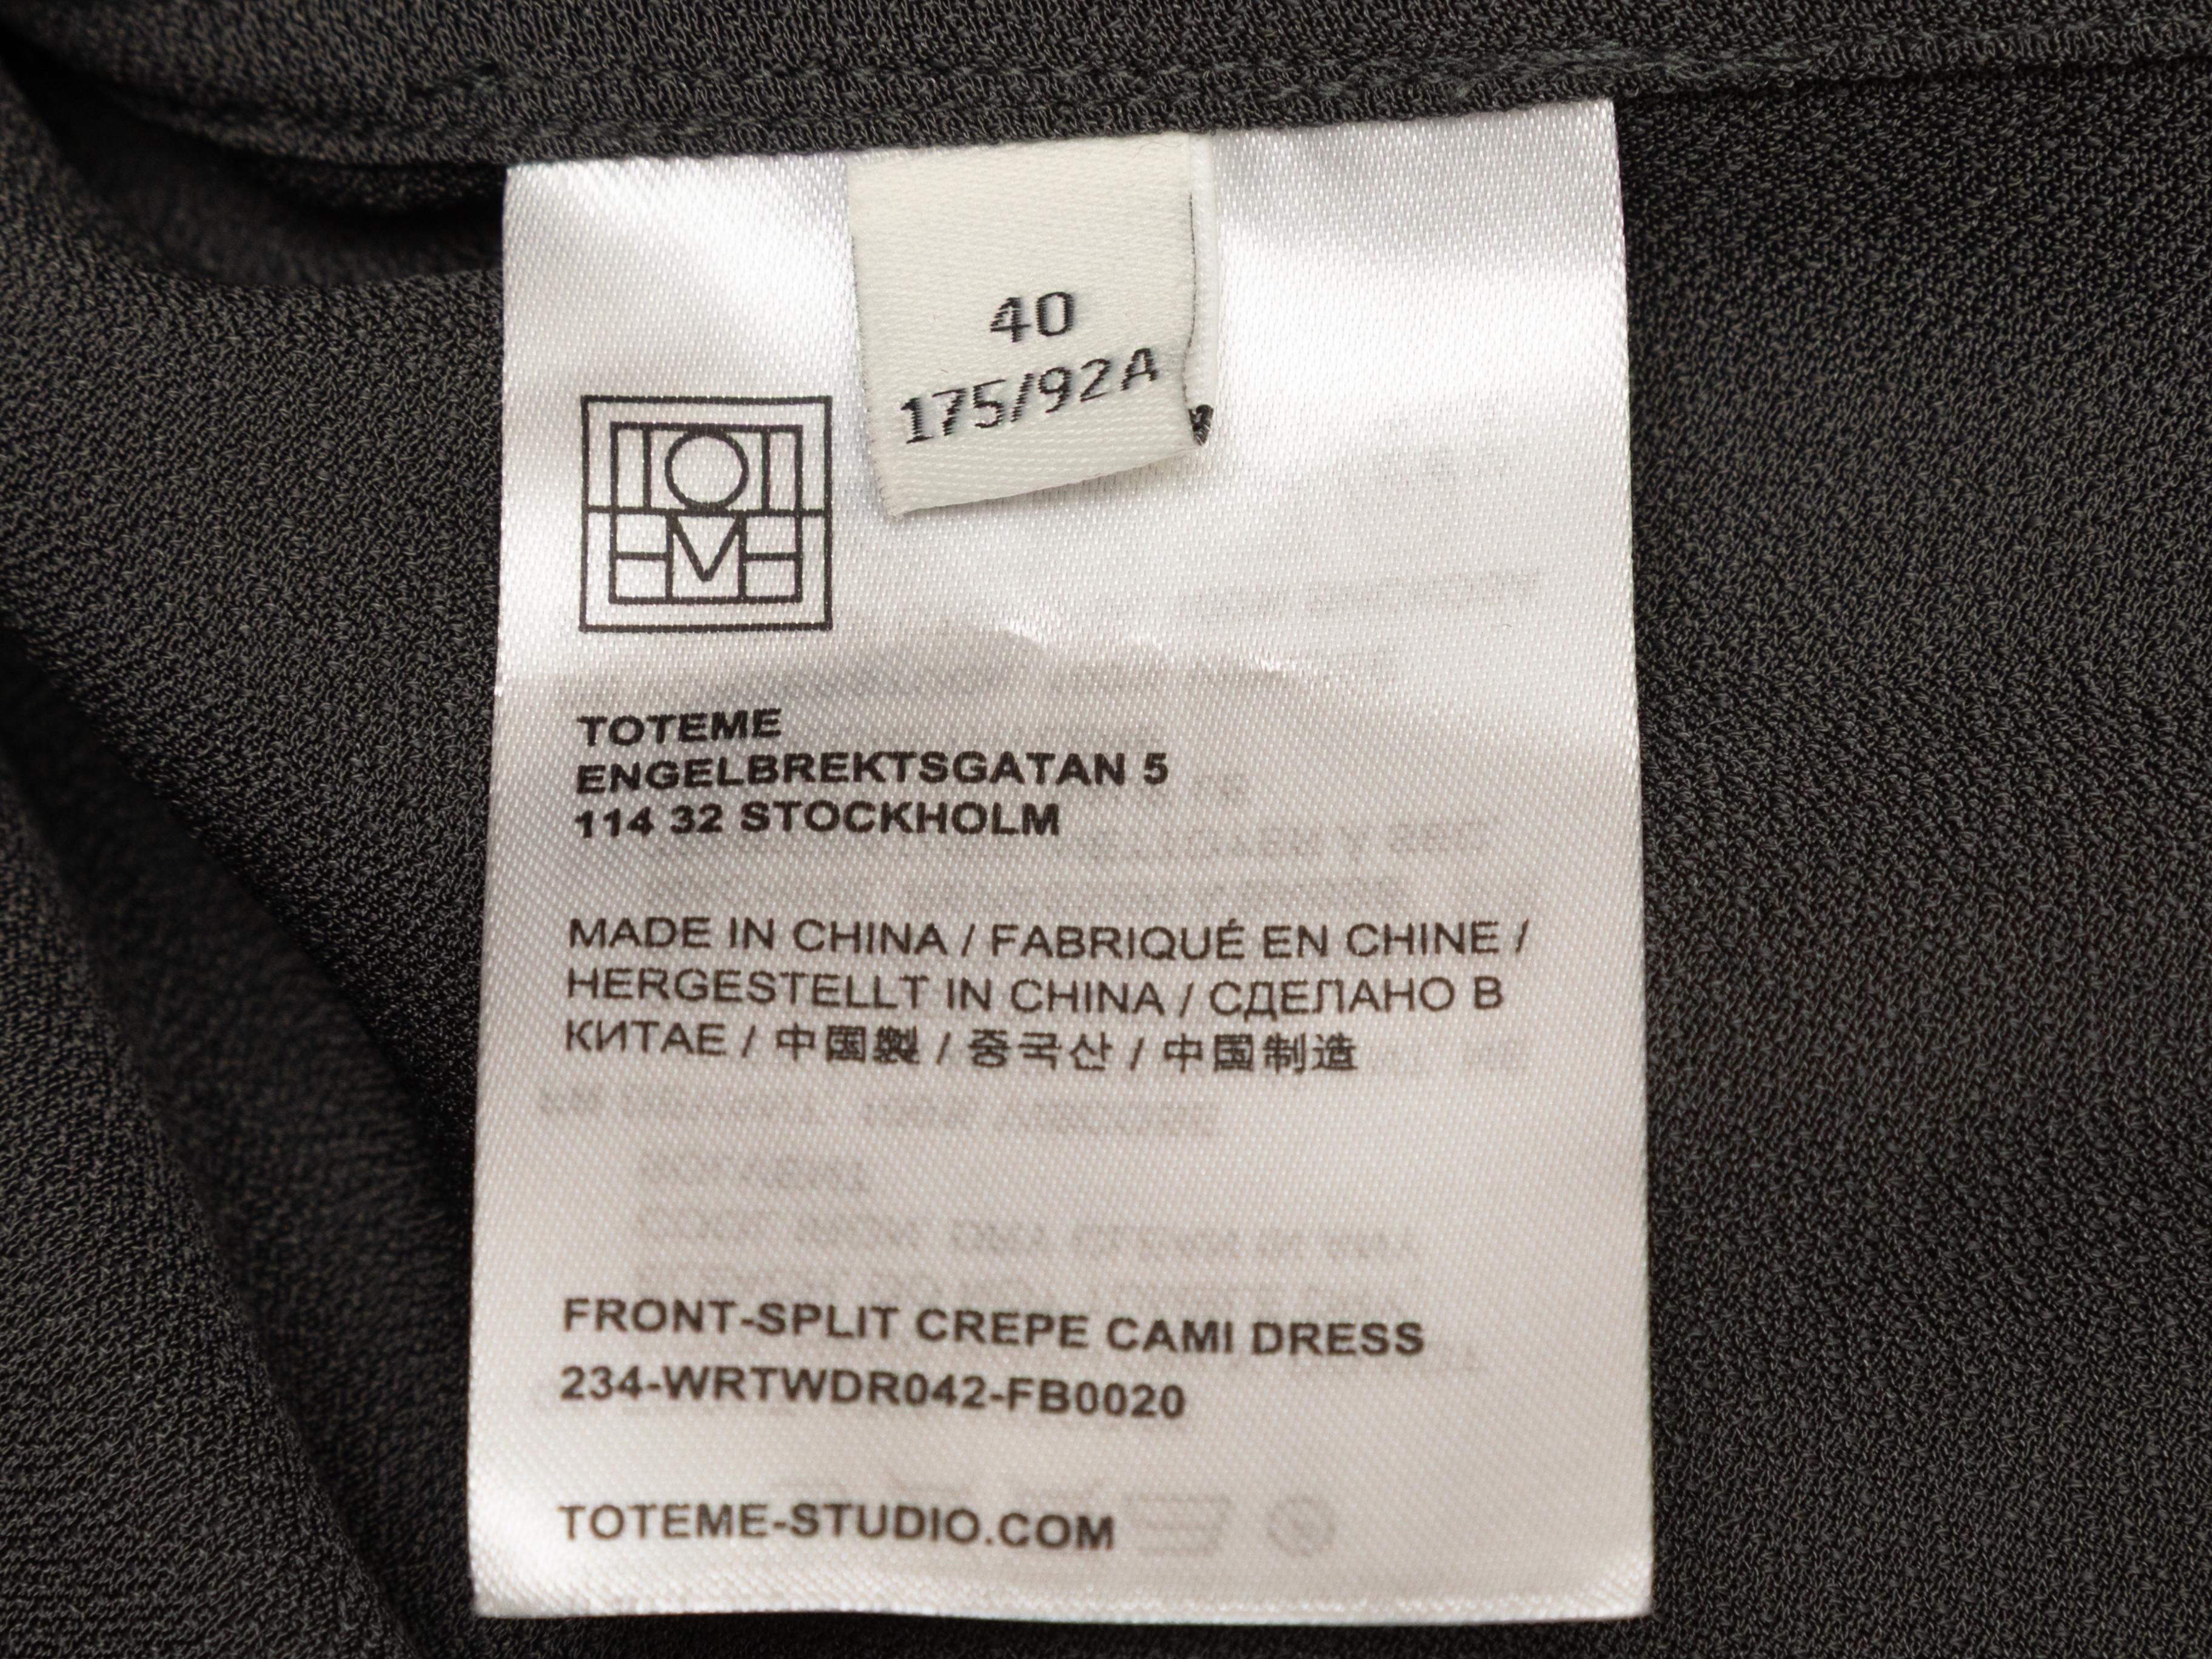 40
175/92A
TOTEME
ENGELBREKTSGATAN 5
114 32 STOCKHOLM
MADE IN CHINA / FABRIQUÉ EN CHINE /
HERGESTELLT IN CHINA / СДЕЛАНО В
КИТАЕ / 中国製 / 중국산 / 中国制造
FRONT-SPLIT CREPE CAMI DRESS
234-WRTWDR042-FB0020
TOTEME-STUDIO.COM